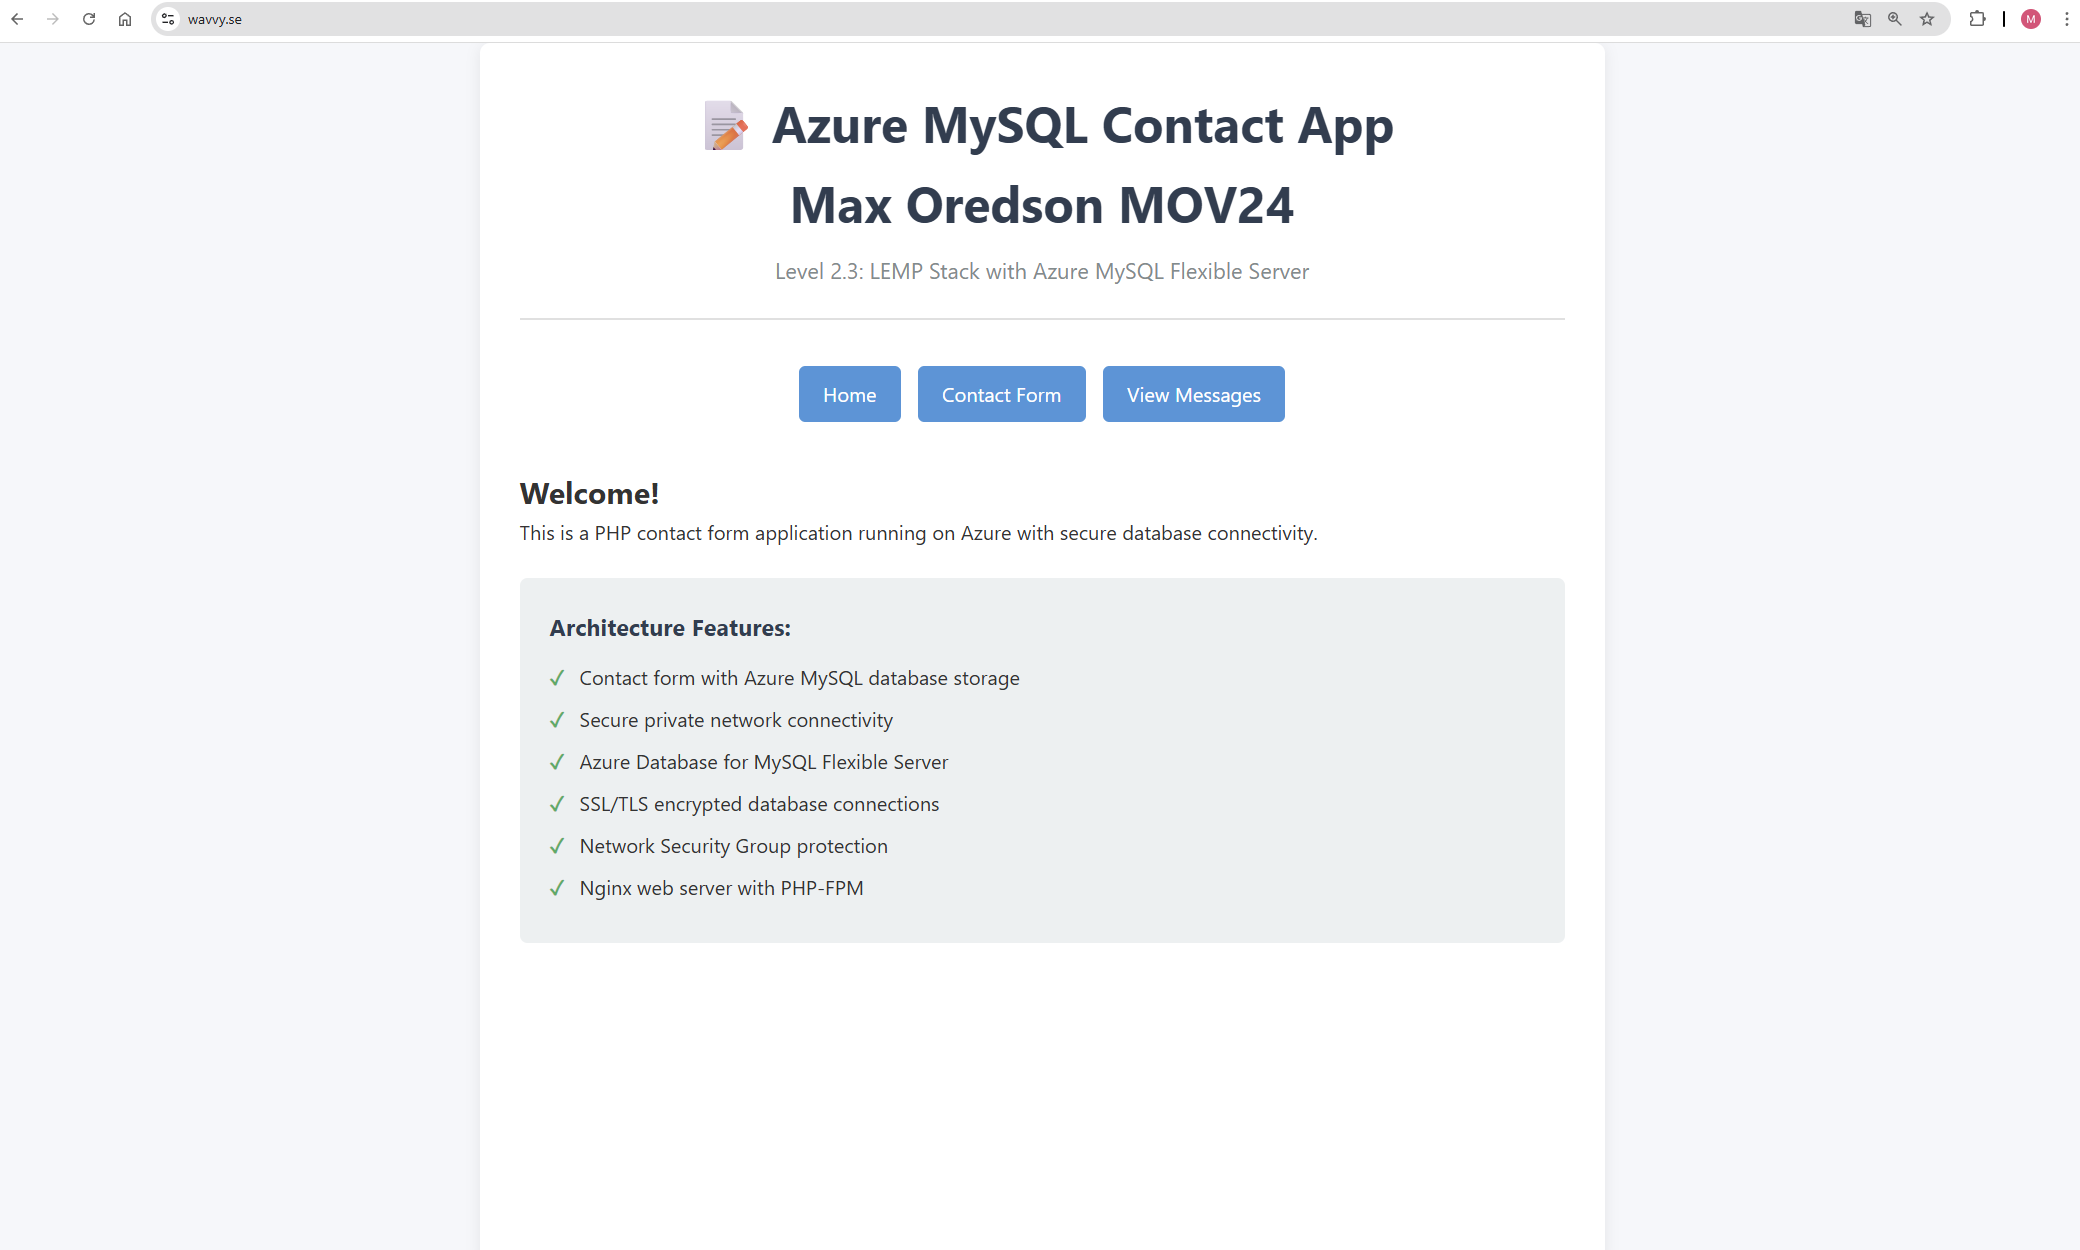 wavvy.se
M
Azure MySQL Contact App
Max Oredson MOV24
Level 2.3: LEMP Stack with Azure MySQL Flexible Server
Home Contact Form View Messages
Welcome!
This is a PHP contact form application running on Azure with secure database connectivity.
Architecture Features:
✓ Contact form with Azure MySQL database storage
✓ Secure private network connectivity
✓ Azure Database for MySQL Flexible Server
✓ SSL/TLS encrypted database connections
✓ Network Security Group protection
✓ Nginx web server with PHP-FPM